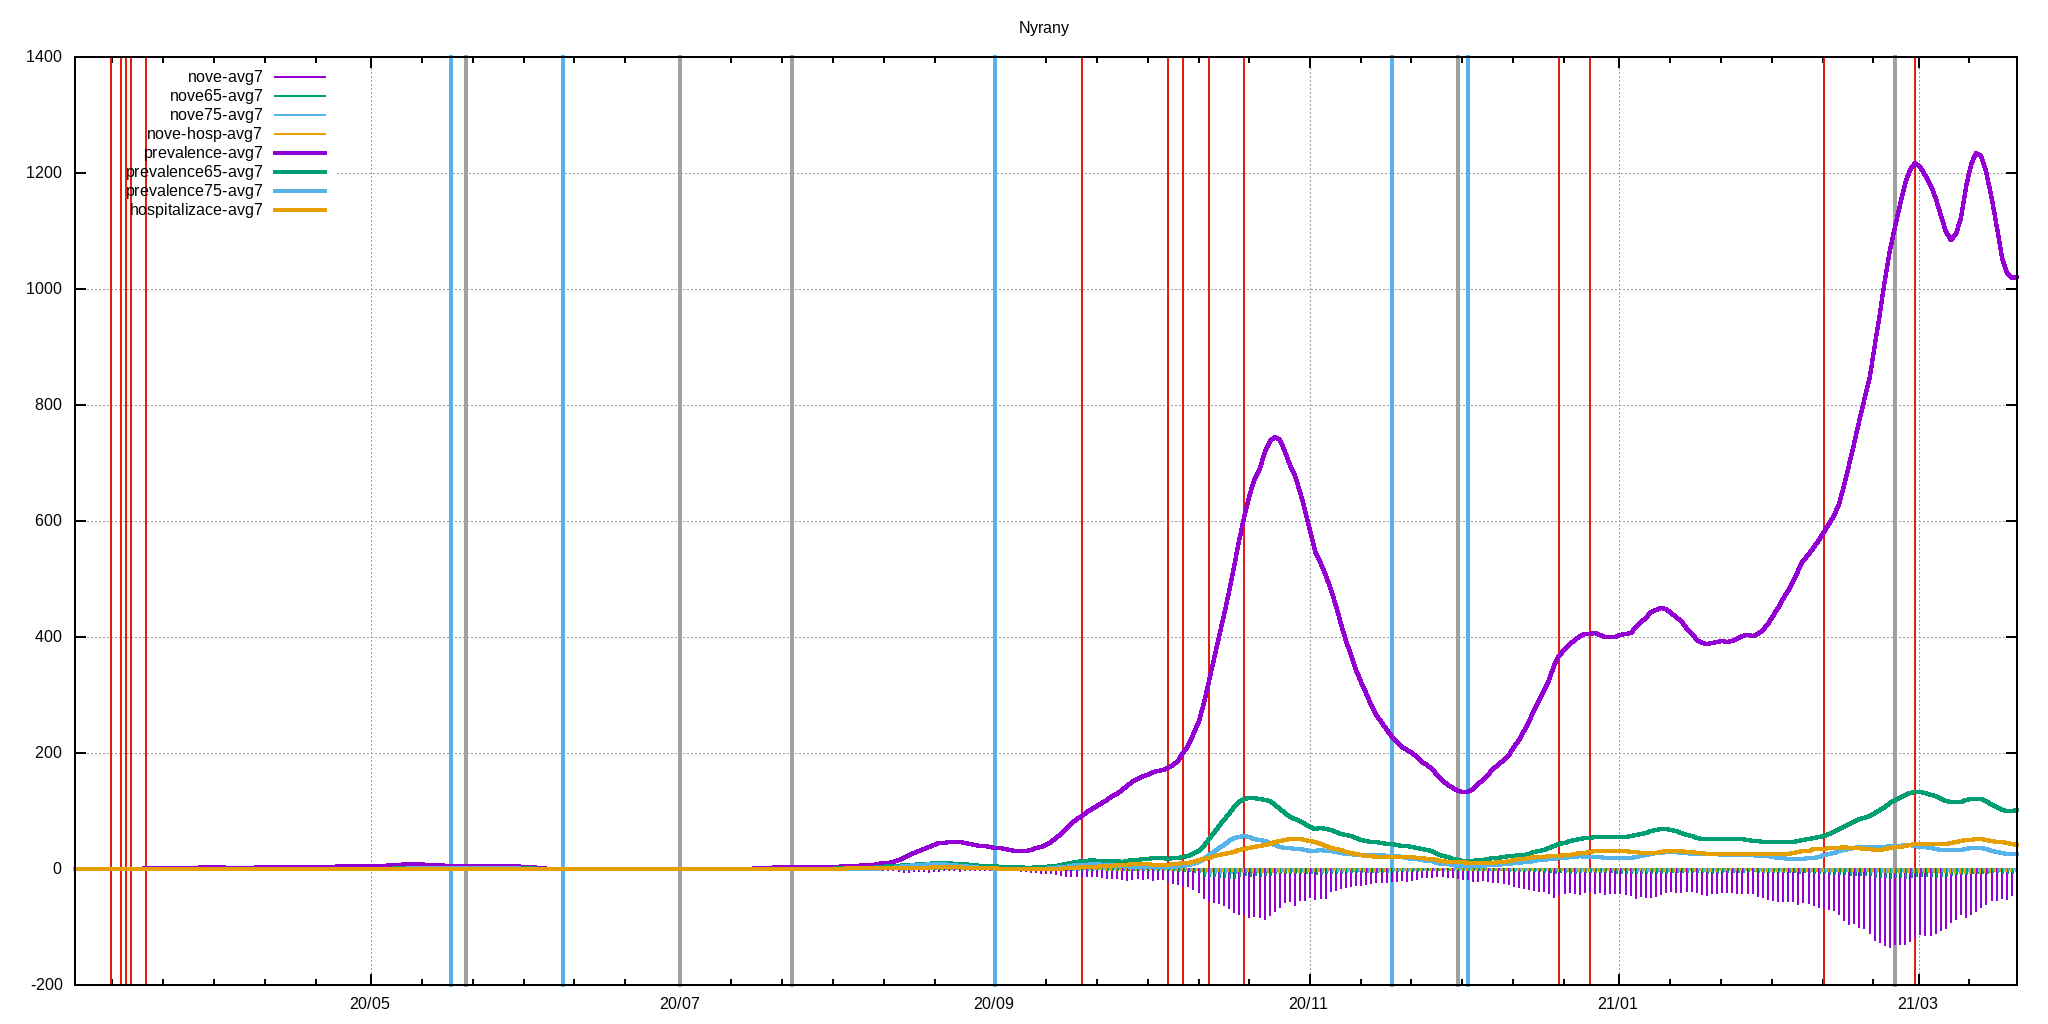 Nyrany
1400
1200
1000
800
600
400
200
0
-200
nove-avg7
nove65-avg7
nove75-avg7
nove-hosp-avg7
prevalence-avg7
prevalence65-avg7
prevalence75-avg7
hospitalizace-avg7
20/05 20/07 20/09 20/11 21/01 21/03